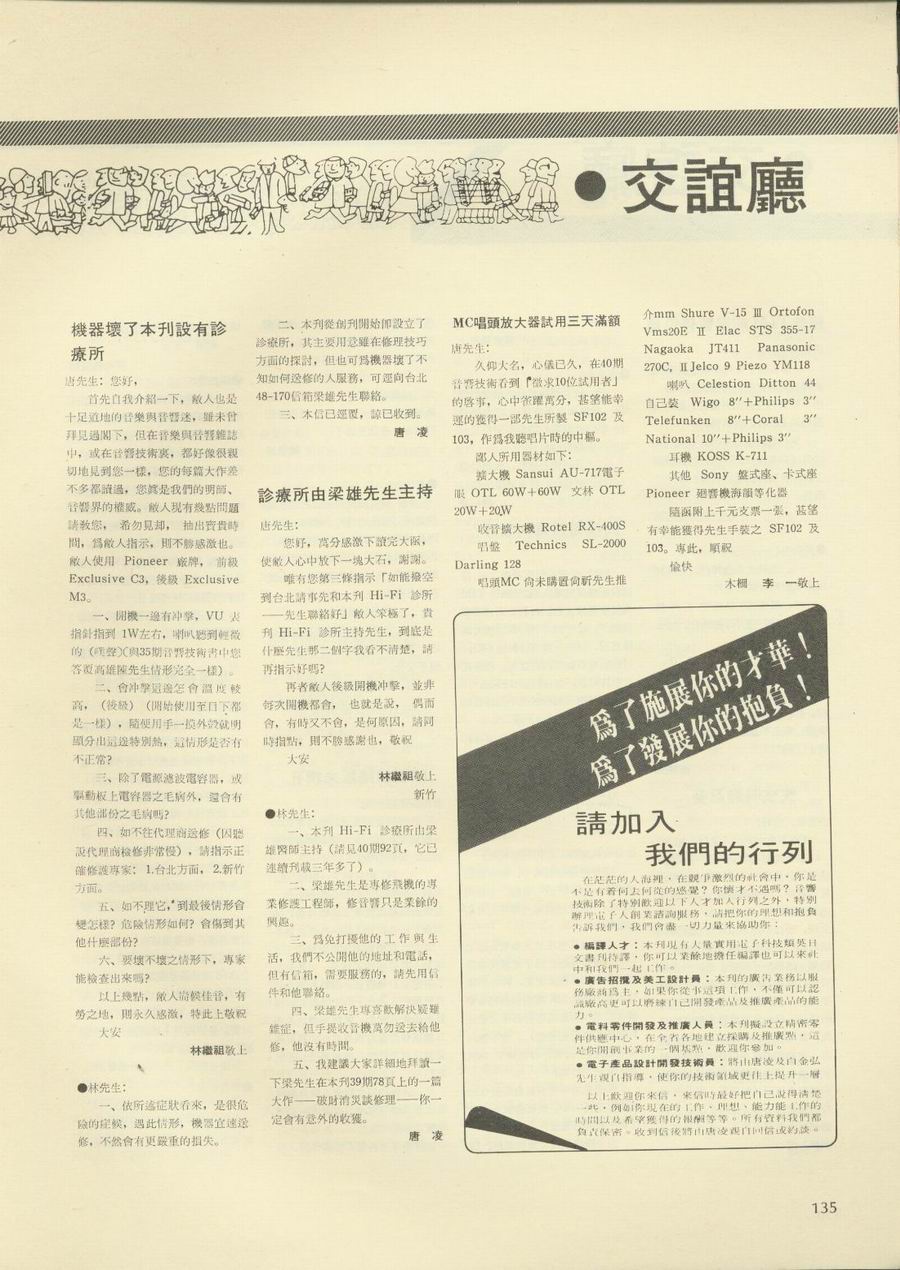 ●交誼廳
機器壞了本刊設有診
療所
唐先生：您好，
首先自我介紹一下，敝人也是
十足道地的音樂與音響迷，雖未曾
拜見過閣下，但在音樂與音響雜誌
中，或在音響技術裏，都好像很親
切地見到您一樣，您的每篇大作差
不多都讀過，您眞是我們的明師、
音響界的權威。敝人現有幾點問題
請敎您，希勿見却，抽出寶貴時
間，爲敝人指示，則不勝感激也。
敝人使用 Pioneer 廠牌，前級
Exclusive C3，後級 Exclusive
M3。
一、開機一邊有冲擊，VU 表
指針指到 1W左右，喇叭聽到輕微
的（噗聲）（與35期音響技術書中您
答覆高雄陳先生情形完全一樣）。
二、會冲擊這邊怎會溫度較
高，（後級）（開始使用至目下都
是一樣），隨便用手一摸外殼就明
顯分出這邊特別熱，這情形是否有
不正常？
三、除了電源濾波電容器，或
驅動板上電容器之毛病外，還會有
其他部份之毛病嗎？
四、如不往代理商送修（因聽
說代理商檢修非常慢），請指示正
確修護專家：1.台北方面，2.新竹
方面。
五、如不理它，到最後情形會
變怎樣？危險情形如何？會傷到其
他什麼部份？
六、要壞不壞之情形下，專家
能檢查出來嗎？
以上幾點，敝人耑候佳音，有
勞之地，則永久感激，特此上敬祝
大安
林繼祖敬上
●林先生：
一、依所述症狀看來，是很危
險的症候，遇此情形，機器宜速送
修，不然會有更嚴重的損失。
二、本刋從創刋開始即設立了
診療所，其主要用意雖在修理技巧
方面的探討，但也可爲機器壞了不
知如何送修的人服務，可逕向台北
48-170信箱梁雄先生聯絡。
三、本信已逕覆，諒已收到。
唐　凌
診療所由梁雄先生主持
唐先生：
您好，萬分感激下讀完大函，
使敝人心中放下一塊大石，謝謝。
唯有您第三條指示「如能撥空
到台北請事先和本刋 Hi-Fi 診所
——先生聯絡好」敝人笨極了，貴
刋 Hi-Fi 診所主持先生，到底是
什麼先生那二個字我看不淸楚，請
再指示好嗎？
再者敝人後級開機冲擊，並非
每次開機都會，也就是說，偶而
會，有時又不會，是何原因，請同
時指點，則不勝感謝也，敬祝
大安
林繼祖敬上
新竹
●林先生：
一、本刋 Hi-Fi 診療所由梁
雄醫師主持（請見40期92頁，它已
連續刋載三年多了）。
二、梁雄先生是專修飛機的專
業修護工程師，修音響只是業餘的
興趣。
三、爲免打擾他的工作與生
活，我們不公開他的地址和電話，
但有信箱，需要服務的，請先用信
件和他聯絡。
四、梁雄先生專喜歡解決疑難
雜症，但手提收音機萬勿送去給他
修，他沒有時間。
五、我建議大家詳細地拜讀一
下梁先生在本刋39期78頁上的一篇
大作——破財消災談修理——你一
定會有意外的收獲。
唐　凌
MC唱頭放大器試用三天滿額
唐先生：
久仰大名，心儀已久，在40期
音響技術看到「徵求10位試用者」
的啓事，心中雀躍萬分，甚望能幸
運的獲得一部先生所製 SF102 及
103，作爲我聽唱片時的中樞。
鄙人所用器材如下：
擴大機 Sansui AU-717電子
眼 OTL 60W＋60W 文林 OTL
20W＋20W
收音擴大機 Rotel RX-400S
唱盤 Technics SL-2000
Darling 128
唱頭MC 尙未購置尙祈先生推
介mm Shure V-15 Ⅲ Ortofon
Vms20E Ⅱ Elac STS 355-17
Nagaoka JT411 Panasonic
270C, ⅡJelco 9 Piezo YM118
喇叭 Celestion Ditton 44
自己裝 Wigo 8″＋Philips 3″
Telefunken 8″＋Coral 3″
National 10″＋Philips 3″
耳機 KOSS K-711
其他 Sony 盤式座、卡式座
Pioneer 廻響機海韻等化器
隨函附上千元支票一張，甚望
有幸能獲得先生手裝之 SF102 及
103。專此，順祝
愉快
木柵　李　一敬上
爲了施展你的才華！
爲了發展你的抱負！
請加入
我們的行列
在茫茫的人海裡，在競爭激烈的社會中，你是
不是有着何去何從的感覺？你懷才不遇嗎？音響
技術除了特別歡迎以下人才加入行列之外，特別
辦理電子人創業諮詢服務，請把你的理想和抱負
告訴我們，我們會盡一切力量來協助你：
●編譯人才：本刊現有大量實用電子科技類英日
文書刊待譯，你可以業餘地擔任編譯也可以來社
中和我們一起工作。
●廣告招攬及美工設計員：本刊的廣告業務以服
務廠商爲主，如果你從事這項工作，不僅可以認
識廠商更可以磨練自己開發產品及推廣產品的能
力。
●電料零件開發及推廣人員：本刊擬設立精密零
件供應中心，在全省各地建立採購及推廣點，這
是你開創事業的一個基點，歡迎你參加。
●電子產品設計開發技術員：將由唐凌及白金弘
先生親自指導，使你的技術領域更往上提升一層
以上歡迎你來信，來信時最好把自己說得淸楚
一些，例如你現在的工作、理想、能力能工作的
時間以及希望獲得的報酬等等。所有資料我們都
負責保密。收到信後將由唐凌親自回信或約談。
135